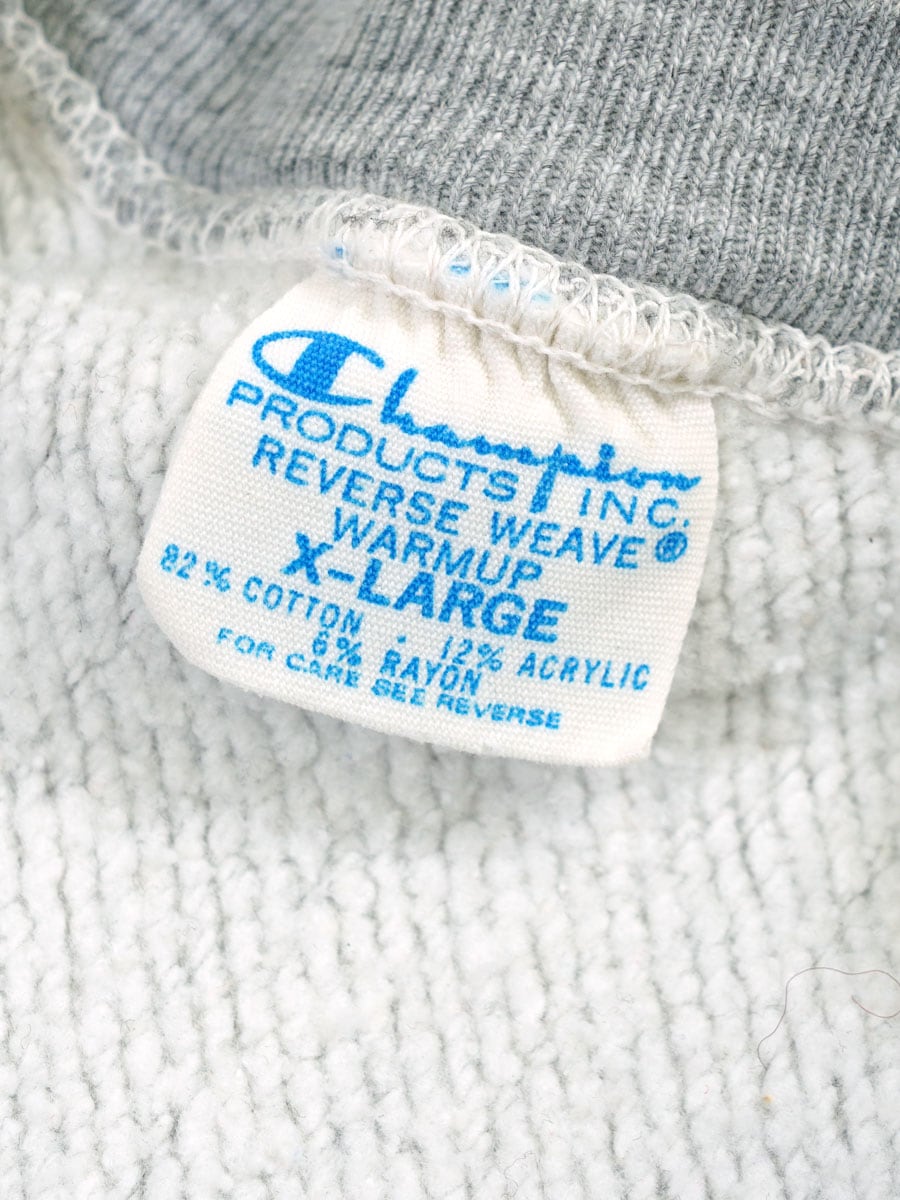 Champion
PRODUCTS INC.
REVERSE WEAVE ®
WARMUP
X-LARGE
82% COTTON . 12% ACRYLIC
6% RAYON
FOR CARE SEE REVERSE